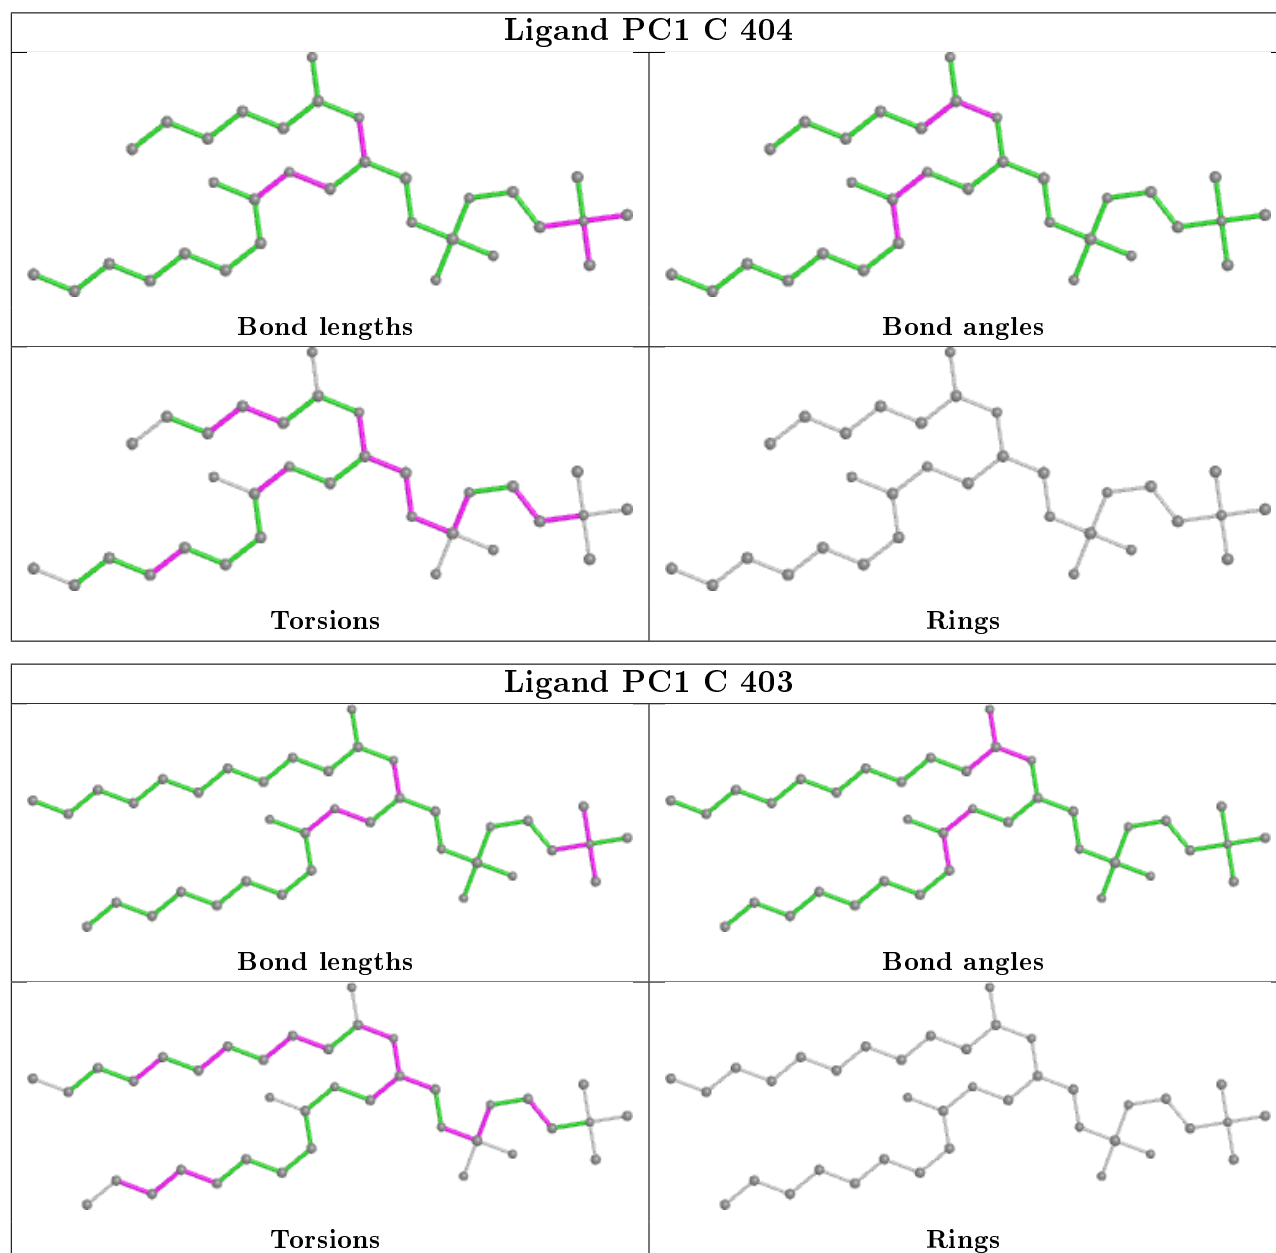 Ligand PC1 C 404
Bond lengths
Bond angles
Torsions
Rings
Ligand PC1 C 403
Bond lengths
Bond angles
Torsions
Rings